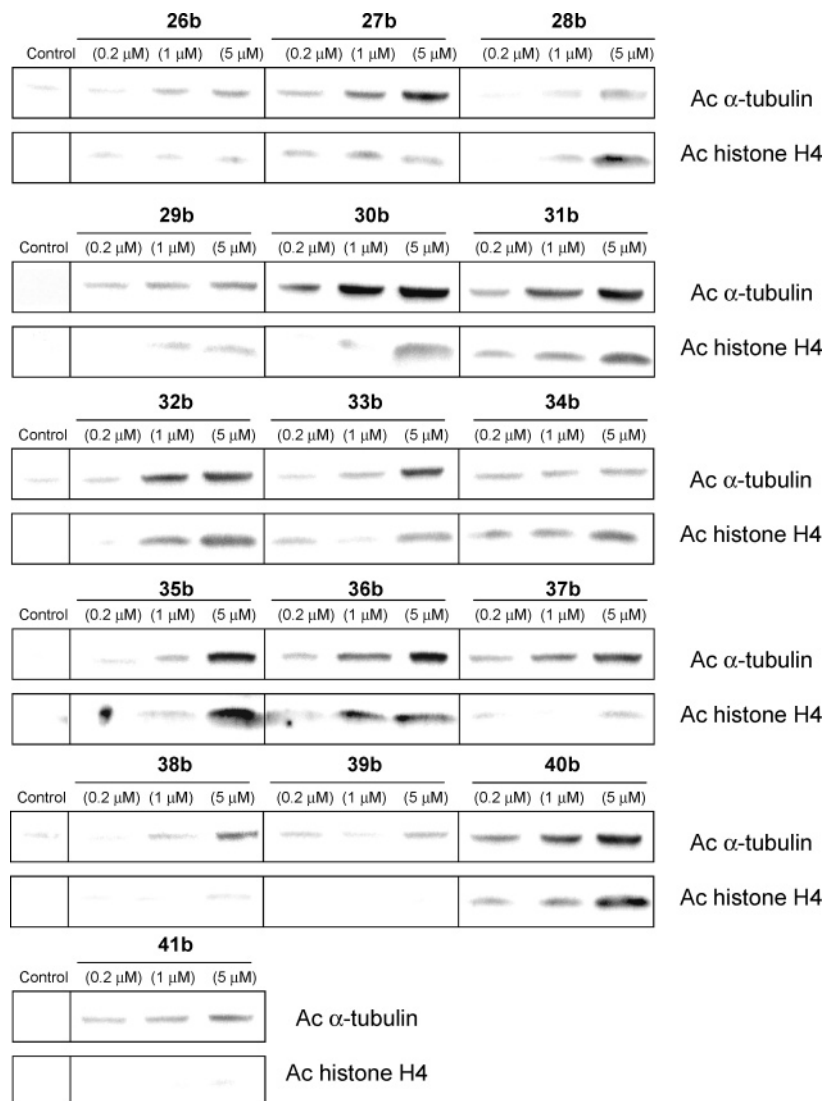 26b 27b 28b
Control (0.2 μM) (1 μM) (5 μM) (0.2 μM) (1 μM) (5 μM) (0.2 μM) (1 μM) (5 μM)
Ac α-tubulin
Ac histone H4
29b 30b 31b
Control (0.2 μM) (1 μM) (5 μM) (0.2 μM) (1 μM) (5 μM) (0.2 μM) (1 μM) (5 μM)
Ac α-tubulin
Ac histone H4
32b 33b 34b
Control (0.2 μM) (1 μM) (5 μM) (0.2 μM) (1 μM) (5 μM) (0.2 μM) (1 μM) (5 μM)
Ac α-tubulin
Ac histone H4
35b 36b 37b
Control (0.2 μM) (1 μM) (5 μM) (0.2 μM) (1 μM) (5 μM) (0.2 μM) (1 μM) (5 μM)
Ac α-tubulin
Ac histone H4
38b 39b 40b
Control (0.2 μM) (1 μM) (5 μM) (0.2 μM) (1 μM) (5 μM) (0.2 μM) (1 μM) (5 μM)
Ac α-tubulin
Ac histone H4
41b
Control (0.2 μM) (1 μM) (5 μM)
Ac α-tubulin
Ac histone H4